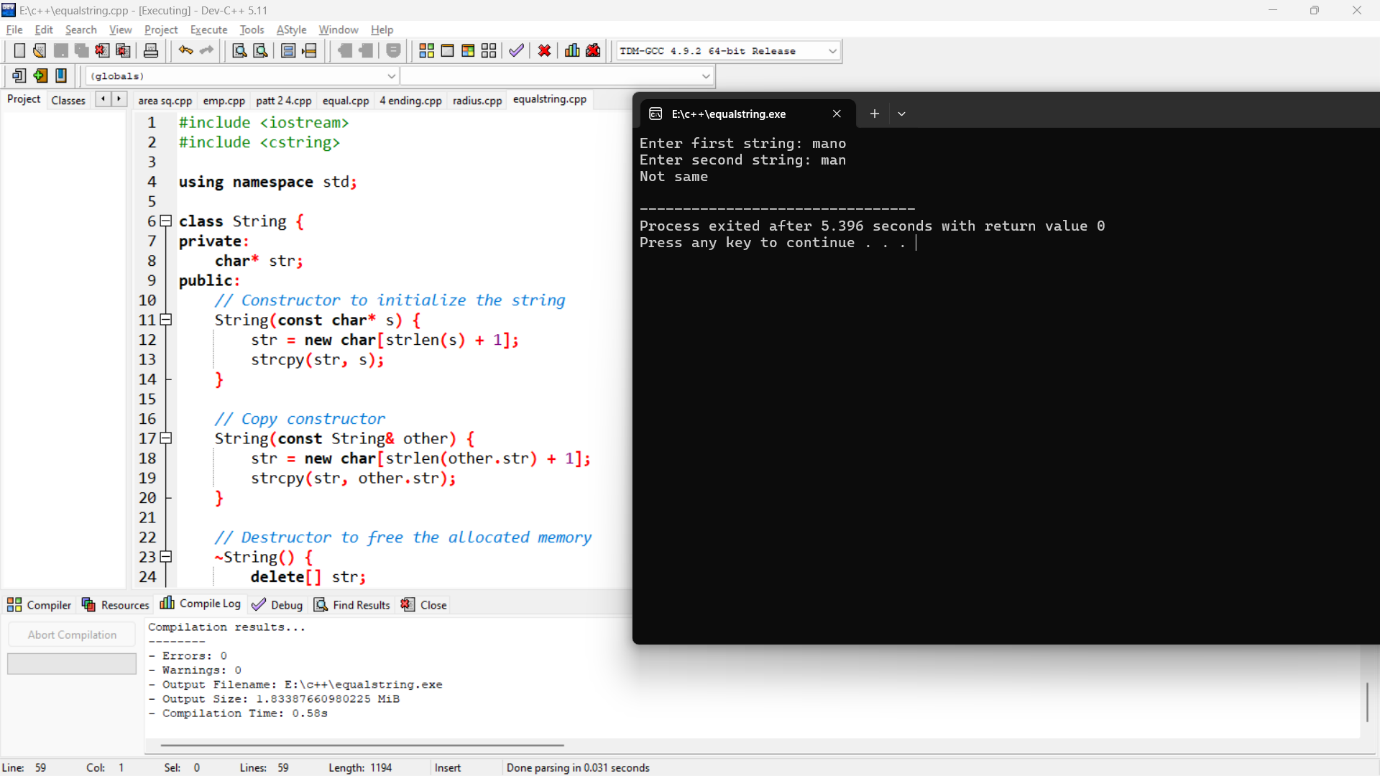 E:\c++\equalstring.cpp - [Executing] - Dev-C++ 5.11
File Edit Search View Project Execute Tools AStyle Window Help
TDM-GCC 4.9.2 64-bit Release
(globals)
Project Classes
area sq.cpp emp.cpp patt 2 4.cpp equal.cpp 4 ending.cpp radius.cpp equalstring.cpp
1 #include <iostream>
2 #include <cstring>
3
4 using namespace std;
5
6 class String {
7 private:
8 char* str;
9 public:
10 // Constructor to initialize the string
11 String(const char* s) {
12 str = new char[strlen(s) + 1];
13 strcpy(str, s);
14 }
15
16 // Copy constructor
17 String(const String& other) {
18 str = new char[strlen(other.str) + 1];
19 strcpy(str, other.str);
20 }
21
22 // Destructor to free the allocated memory
23 ~String() {
24 delete[] str;
E:\c++\equalstring.exe
Enter first string: mano
Enter second string: man
Not same
--------------------------------
Process exited after 5.396 seconds with return value 0
Press any key to continue . . .
Compiler Resources Compile Log Debug Find Results Close
Abort Compilation
Compilation results...
--------
- Errors: 0
- Warnings: 0
- Output Filename: E:\c++\equalstring.exe
- Output Size: 1.83387660980225 MiB
- Compilation Time: 0.58s
Line: 59 Col: 1 Sel: 0 Lines: 59 Length: 1194 Insert Done parsing in 0.031 seconds